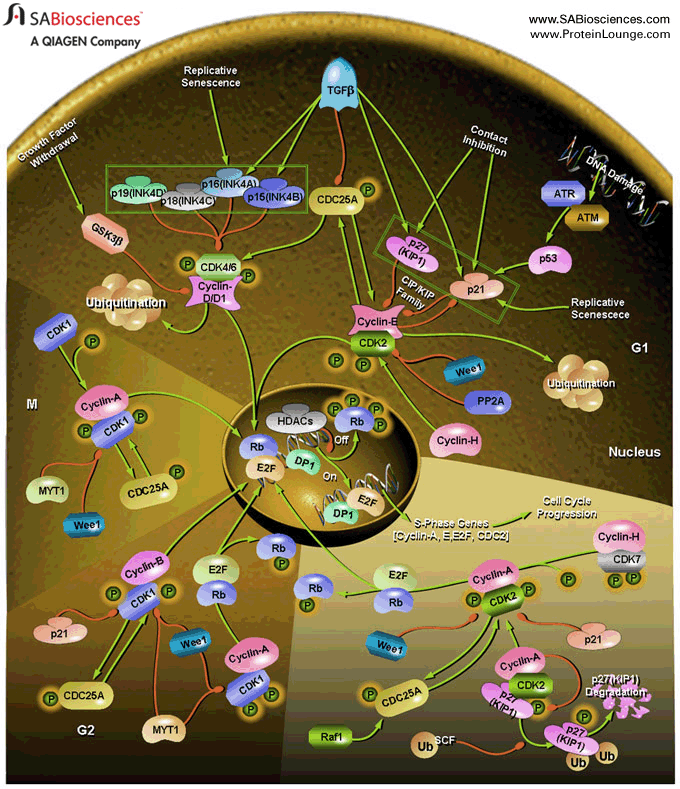 SABiosciences
A QIAGEN Company
www.SABiosciences.com
www.ProteinLounge.com
Replicative
Senescence
TGFβ
Growth Factor
Withdrawal
Contact
Inhibition
DNA Damage
p19(INK4D)
p18(INK4C)
p16(INK4A)
p15(INK4B)
CDC25A
P
ATR
ATM
GSK3β
p27
(KIP1)
p53
P
CDK4/6
P
Cyclin-
D/D1
p21
CIP/KIP
Family
Ubiquitination
Replicative
Scenescece
Cyclin-E
CDK2
P
P
P
G1
CDK1
P
Wee1
Ubiquitination
M
Cyclin-A
P
CDK1
P
P
PP2A
HDACs
P
P
P
P
Rb
Off
Cyclin-H
Nucleus
Rb
E2F
DP1
On
E2F
DP1
MYT1
CDC25A
P
Wee1
S-Phase Genes
[Cyclin-A, E,E2F, CDC2]
Cell Cycle
Progression
Cyclin-H
CDK7
P
P
Rb
P
E2F
Rb
Cyclin-B
P
CDK1
P
P
E2F
Rb
Rb
P
P
Cyclin-A
P
CDK2
P
p21
Wee1
Wee1
p21
Cyclin-A
CDK1
P
P
P
Cyclin-A
CDK2
p27
(KIP1)
P
p27(KIP1)
Degradation
P
CDC25A
P
CDC25A
MYT1
G2
Raf1
Ub
SCF
P
p27
(KIP1)
Ub
Ub